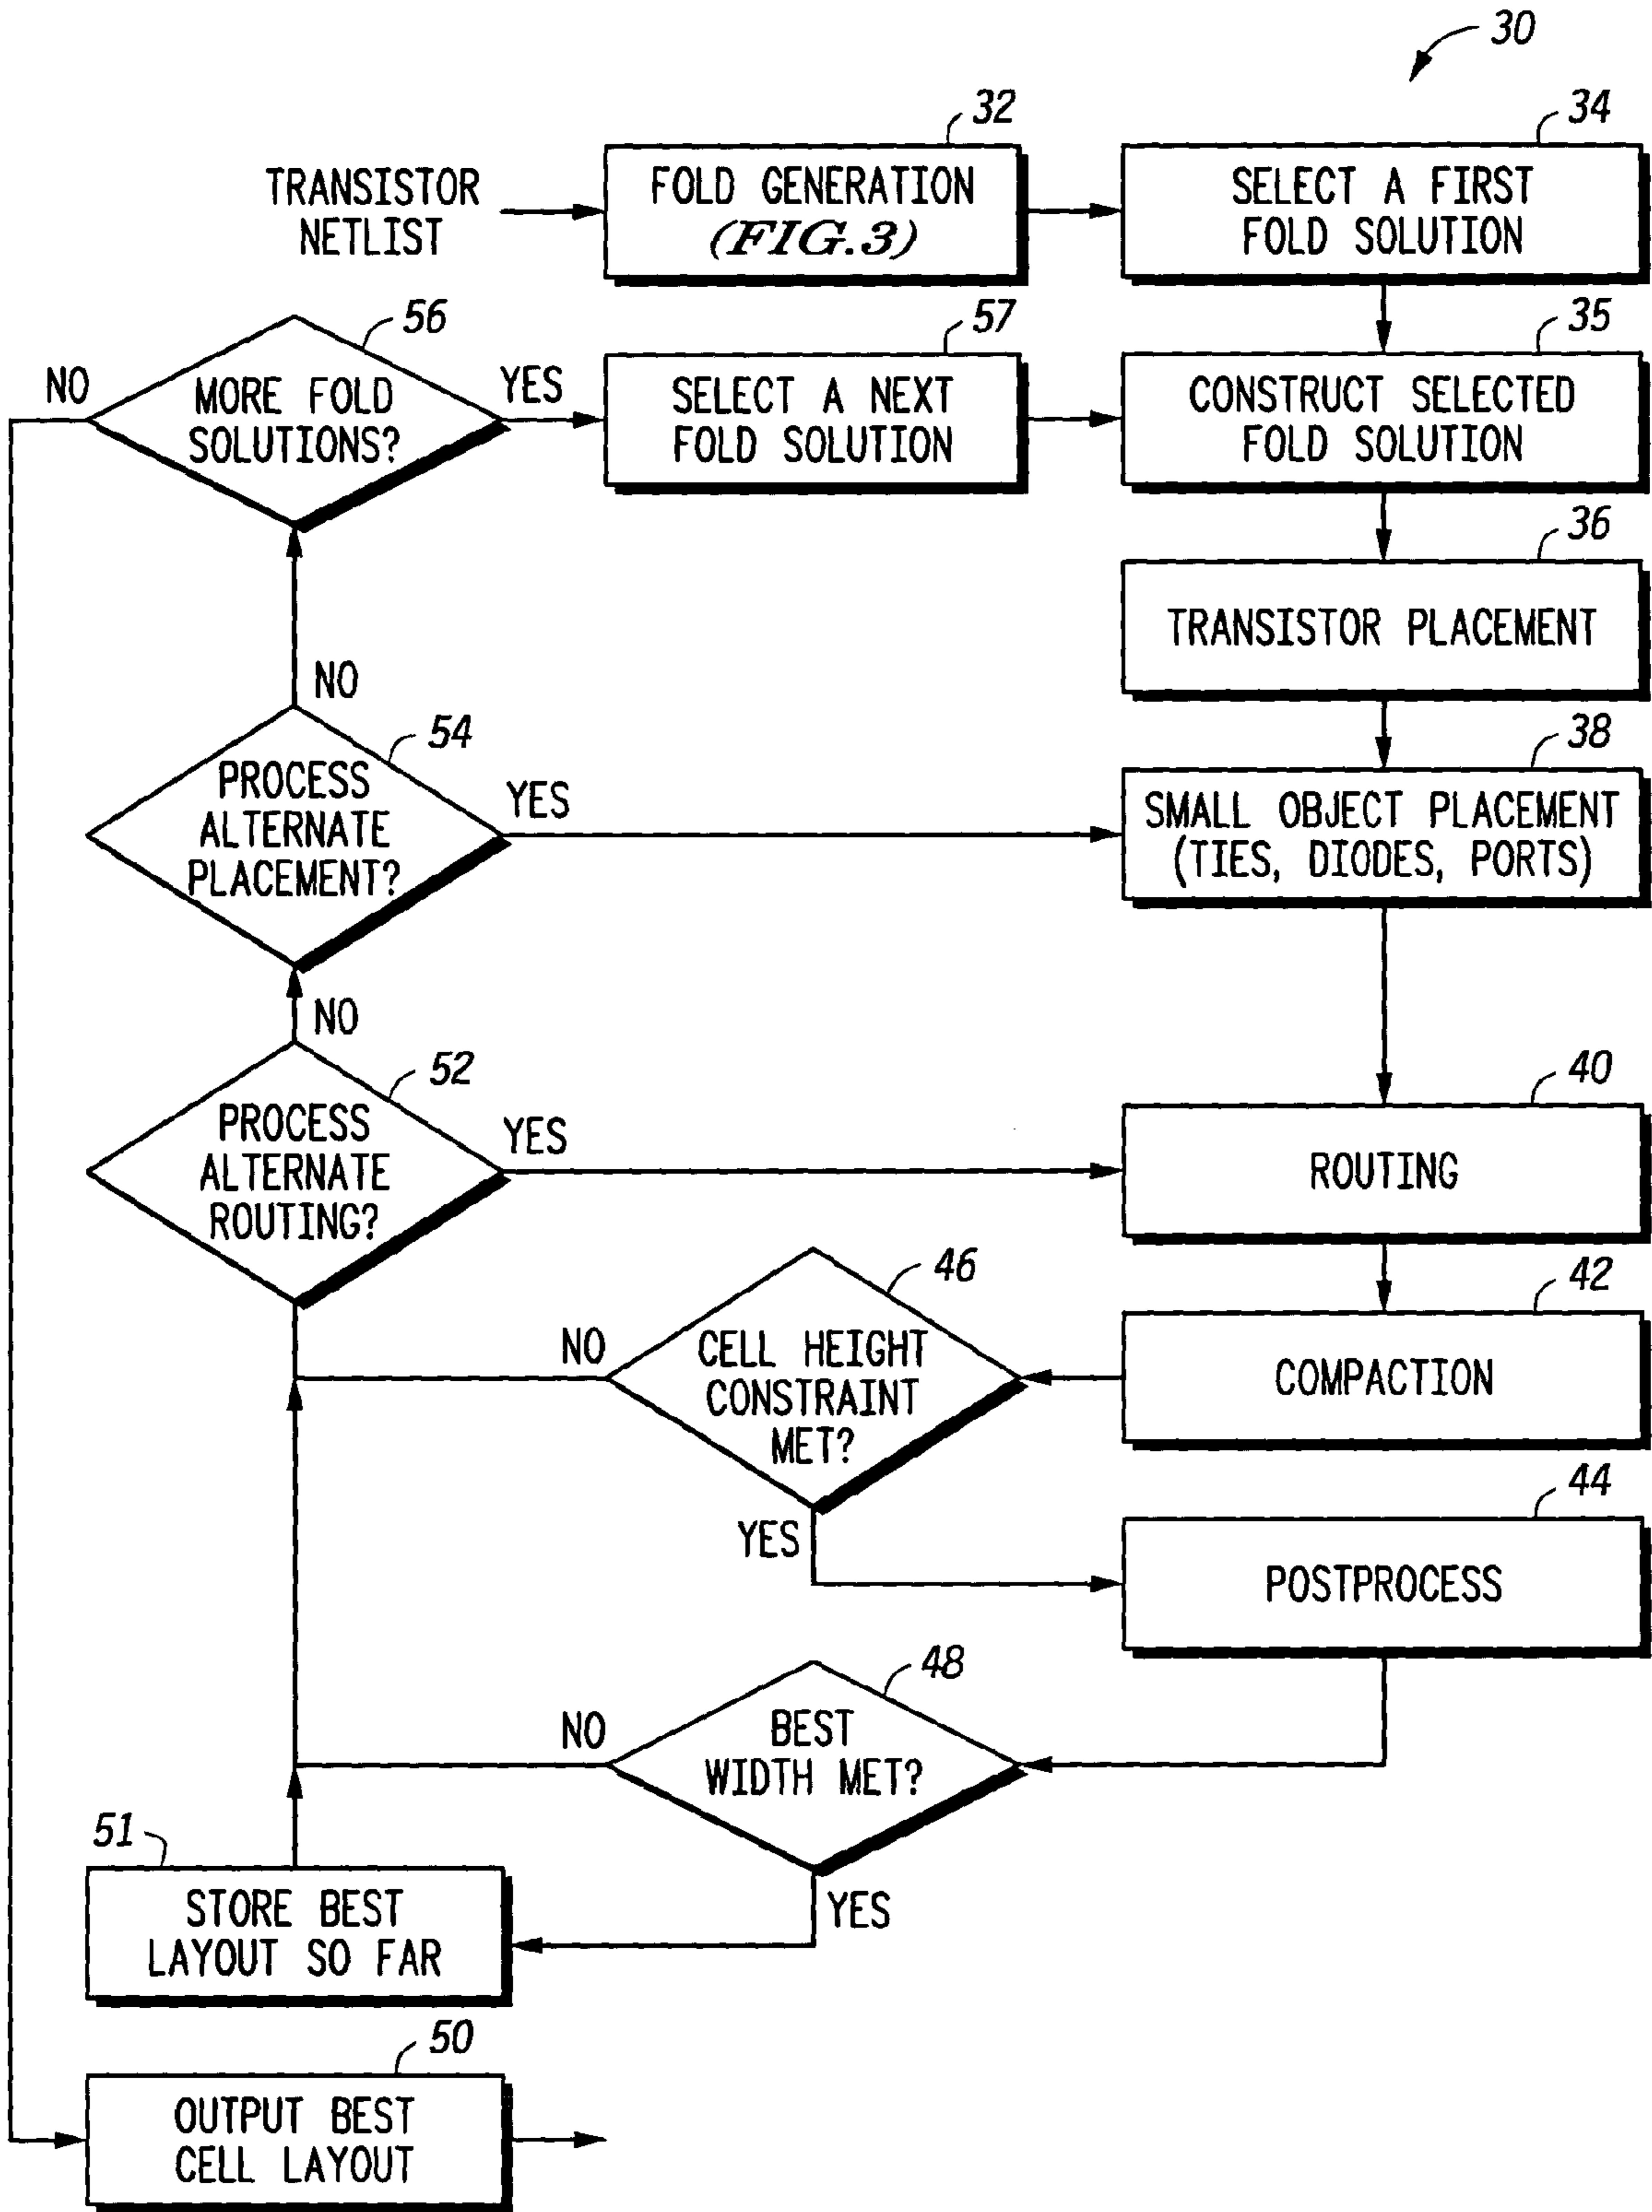 30
32
34
TRANSISTOR
NETLIST
FOLD GENERATION
(FIG.3)
SELECT A FIRST
FOLD SOLUTION
56
57
35
NO
MORE FOLD
SOLUTIONS?
YES
SELECT A NEXT
FOLD SOLUTION
CONSTRUCT SELECTED
FOLD SOLUTION
36
TRANSISTOR PLACEMENT
NO
54
38
PROCESS
ALTERNATE
PLACEMENT?
YES
SMALL OBJECT PLACEMENT
(TIES, DIODES, PORTS)
NO
52
40
PROCESS
ALTERNATE
ROUTING?
YES
ROUTING
46
42
NO
CELL HEIGHT
CONSTRAINT
MET?
COMPACTION
YES
44
POSTPROCESS
48
NO
BEST
WIDTH MET?
51
YES
STORE BEST
LAYOUT SO FAR
50
OUTPUT BEST
CELL LAYOUT